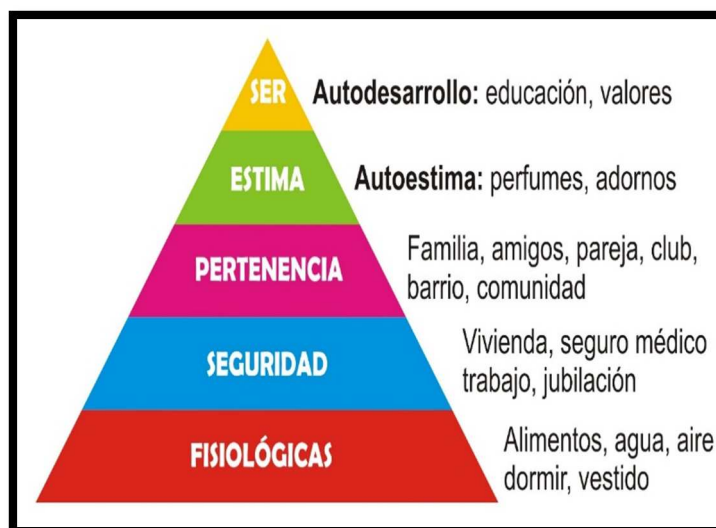 SER
Autodesarrollo: educación, valores
ESTIMA
Autoestima: perfumes, adornos
PERTENENCIA
Familia, amigos, pareja, club,
barrio, comunidad
SEGURIDAD
Vivienda, seguro médico
trabajo, jubilación
FISIOLÓGICAS
Alimentos, agua, aire
dormir, vestido